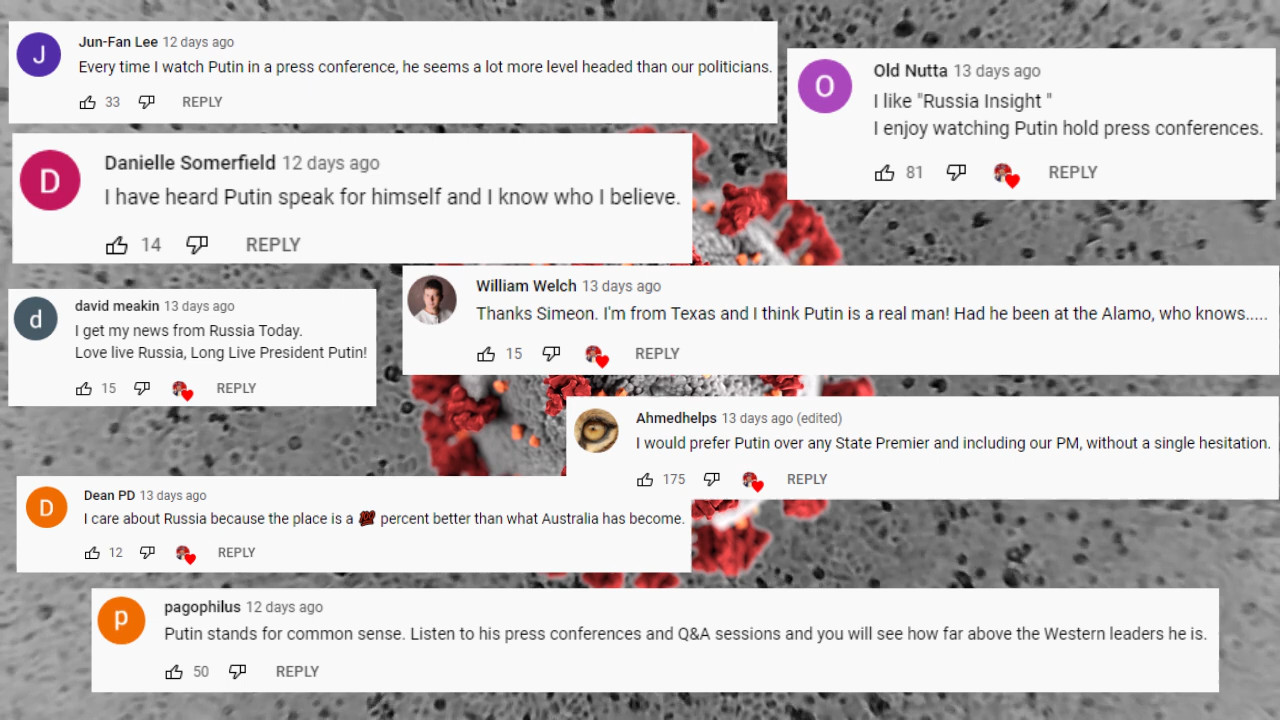 Jun-Fan Lee 12 days ago
Every time I watch Putin in a press conference, he seems a lot more level headed than our politicians.
33 REPLY
Old Nutta 13 days ago
I like "Russia Insight "
I enjoy watching Putin hold press conferences.
81 REPLY
Danielle Somerfield 12 days ago
I have heard Putin speak for himself and I know who I believe.
14 REPLY
david meakin 13 days ago
I get my news from Russia Today.
Love live Russia, Long Live President Putin!
15 REPLY
William Welch 13 days ago
Thanks Simeon. I'm from Texas and I think Putin is a real man! Had he been at the Alamo, who knows.....
15 REPLY
Ahmedhelps 13 days ago (edited)
I would prefer Putin over any State Premier and including our PM, without a single hesitation.
175 REPLY
Dean PD 13 days ago
I care about Russia because the place is a 💯 percent better than what Australia has become.
12 REPLY
pagophilus 12 days ago
Putin stands for common sense. Listen to his press conferences and Q&A sessions and you will see how far above the Western leaders he is.
50 REPLY